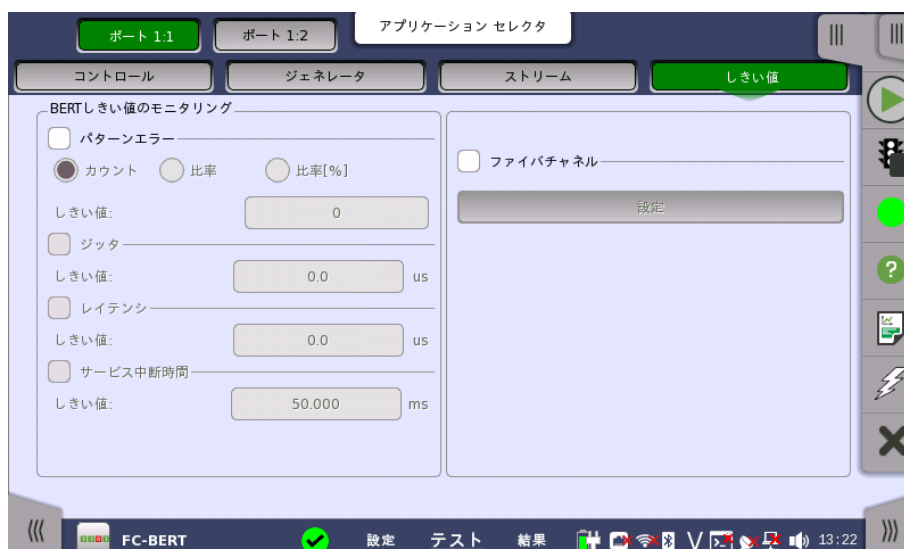 アプリケーション セレクタ
ポート 1:1 ポート 1:2
コントロール ジェネレータ ストリーム しきい値
BERTしきい値のモニタリング
パターンエラー
カウント 比率 比率[%]
しきい値: 0
ジッタ
しきい値: 0.0 us
レイテンシ
しきい値: 0.0 us
サービス中断時間
しきい値: 50.000 ms
ファイバチャネル
設定
FC-BERT 設定 テスト 結果 13:22